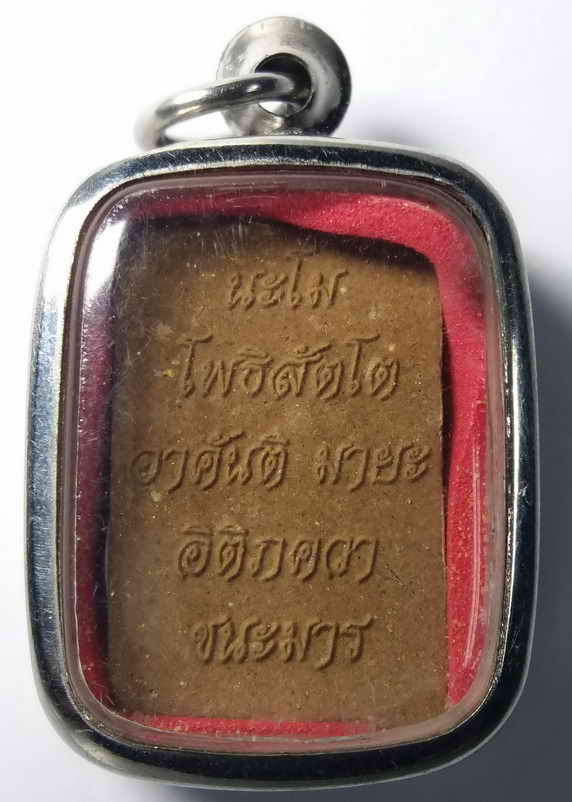 นะโม
โพธิสัตโต
อาคันติ มายะ
อิติภควา
ชนะมาร